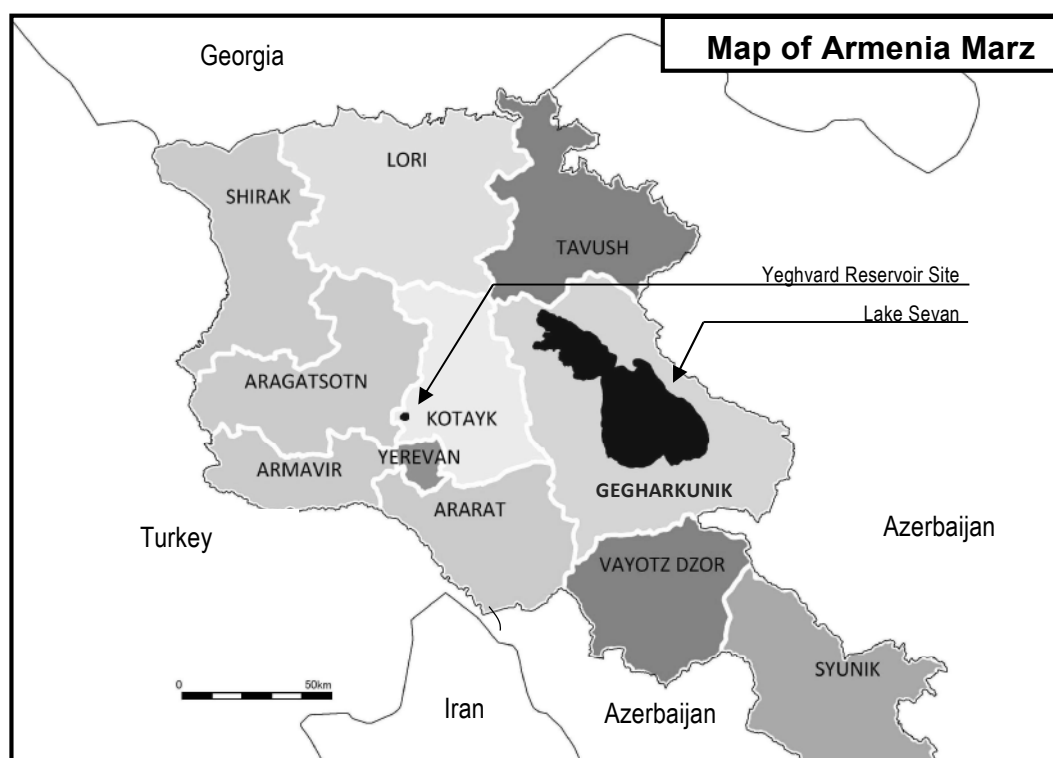 Map of Armenia Marz
Georgia
LORI
SHIRAK
TAVUSH
Yeghvard Reservoir Site
Lake Sevan
ARAGATSOTN
KOTAYK
YEREVAN
ARMAVIR
GEGHARKUNIK
ARARAT
Turkey
Azerbaijan
VAYOTZ DZOR
SYUNIK
0 50km
Iran
Azerbaijan